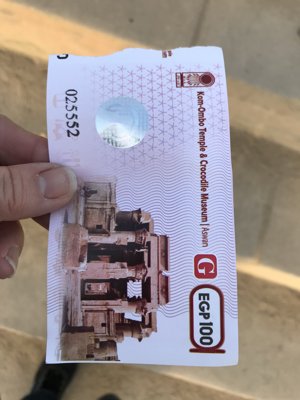 025552
Kom-Ombo Temple & Crocodile Museum | Aswan
G
EGP 100